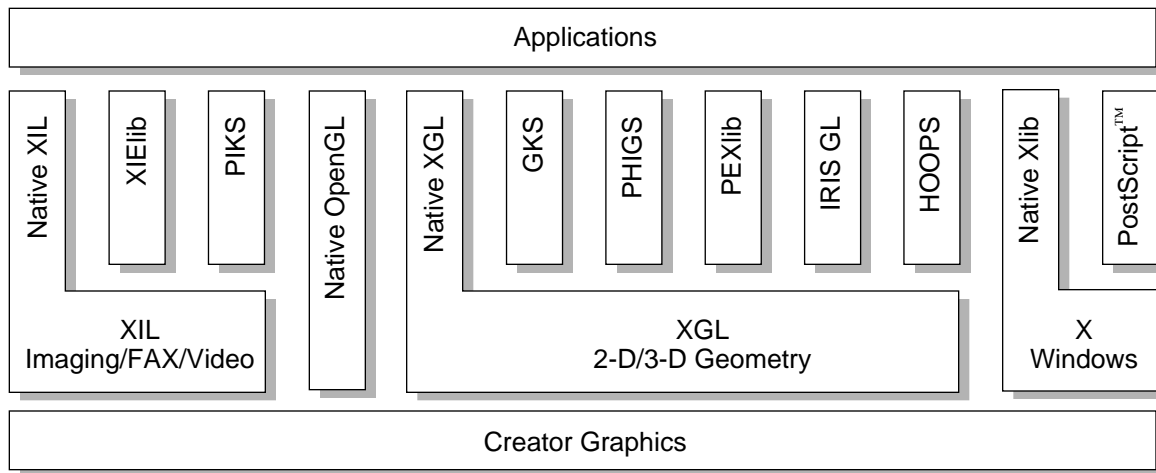 Applications
Native XIL
XIElib
PIKS
Native OpenGL
Native XGL
GKS
PHIGS
PEXlib
IRIS GL
HOOPS
Native Xlib
PostScript™
XIL
Imaging/FAX/Video
XGL
2-D/3-D Geometry
X
Windows
Creator Graphics